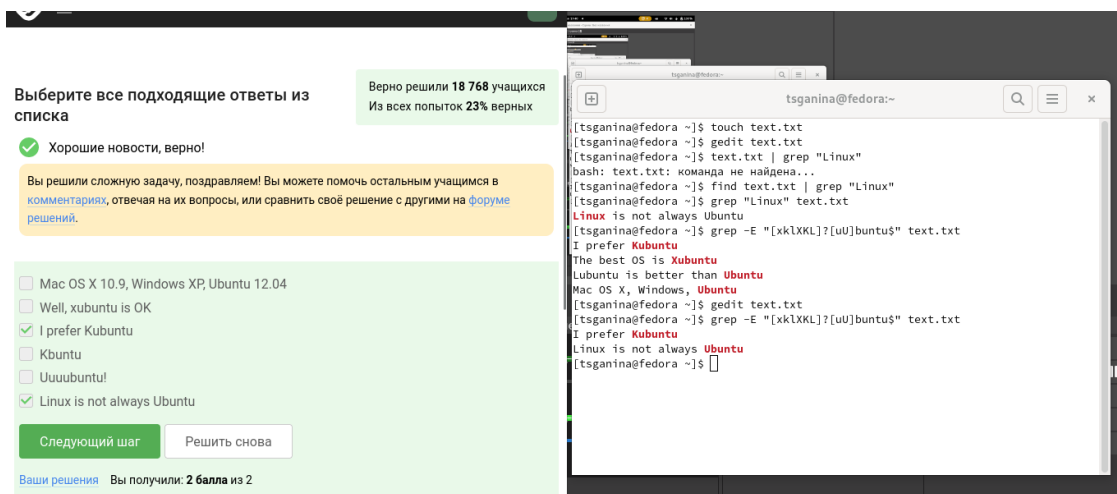 Верно решили 18 768 учащихся
Из всех попыток 23% верных
Выберите все подходящие ответы из
списка
Хорошие новости, верно!
Вы решили сложную задачу, поздравляем! Вы можете помочь остальным учащимся в
комментариях, отвечая на их вопросы, или сравнить своё решение с другими на форуме
решений.
Mac OS X 10.9, Windows XP, Ubuntu 12.04
Well, xubuntu is OK
I prefer Kubuntu
Kbuntu
Uuuubuntu!
Linux is not always Ubuntu
Следующий шаг
Решить снова
Ваши решения Вы получили: 2 балла из 2
tsganina@fedora:~
tsganina@fedora:~
[tsganina@fedora ~]$ touch text.txt
[tsganina@fedora ~]$ gedit text.txt
[tsganina@fedora ~]$ text.txt | grep "Linux"
bash: text.txt: команда не найдена...
[tsganina@fedora ~]$ find text.txt | grep "Linux"
[tsganina@fedora ~]$ grep "Linux" text.txt
Linux is not always Ubuntu
[tsganina@fedora ~]$ grep -E "[xklXKL]?[uU]buntu$" text.txt
I prefer Kubuntu
The best OS is Xubuntu
Lubuntu is better than Ubuntu
Mac OS X, Windows, Ubuntu
[tsganina@fedora ~]$ gedit text.txt
[tsganina@fedora ~]$ grep -E "[xklXKL]?[uU]buntu$" text.txt
I prefer Kubuntu
Linux is not always Ubuntu
[tsganina@fedora ~]$